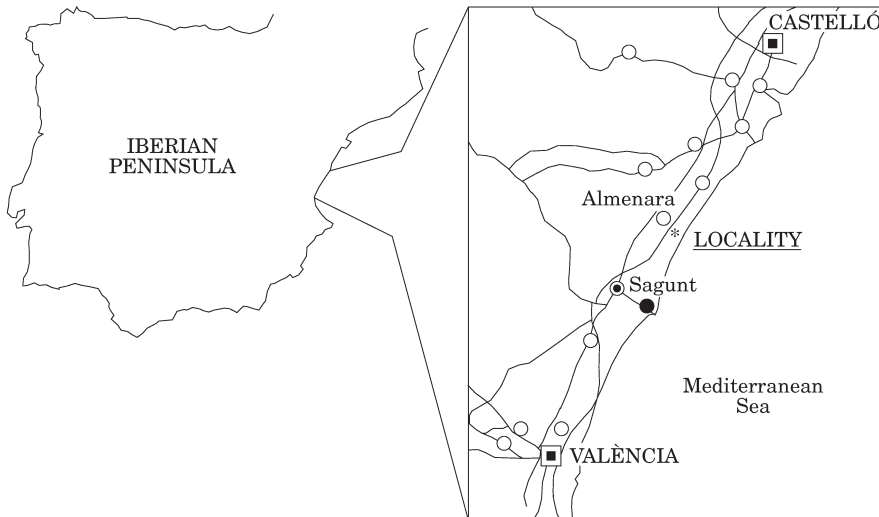 CASTELLÓ
IBERIAN
PENINSULA
Almenara
*
LOCALITY
Sagunt
Mediterranean
Sea
VALÈNCIA